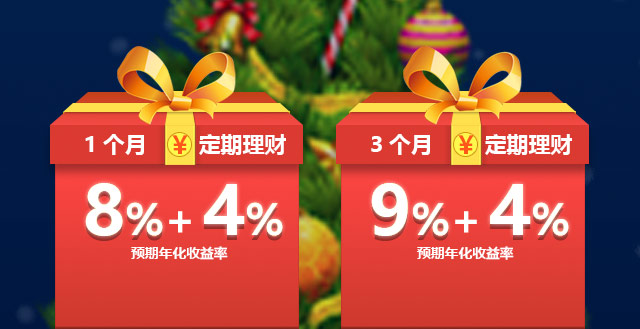 1个月 ¥ 定期理财
8%+4%
预期年化收益率
3个月 ¥ 定期理财
9%+4%
预期年化收益率